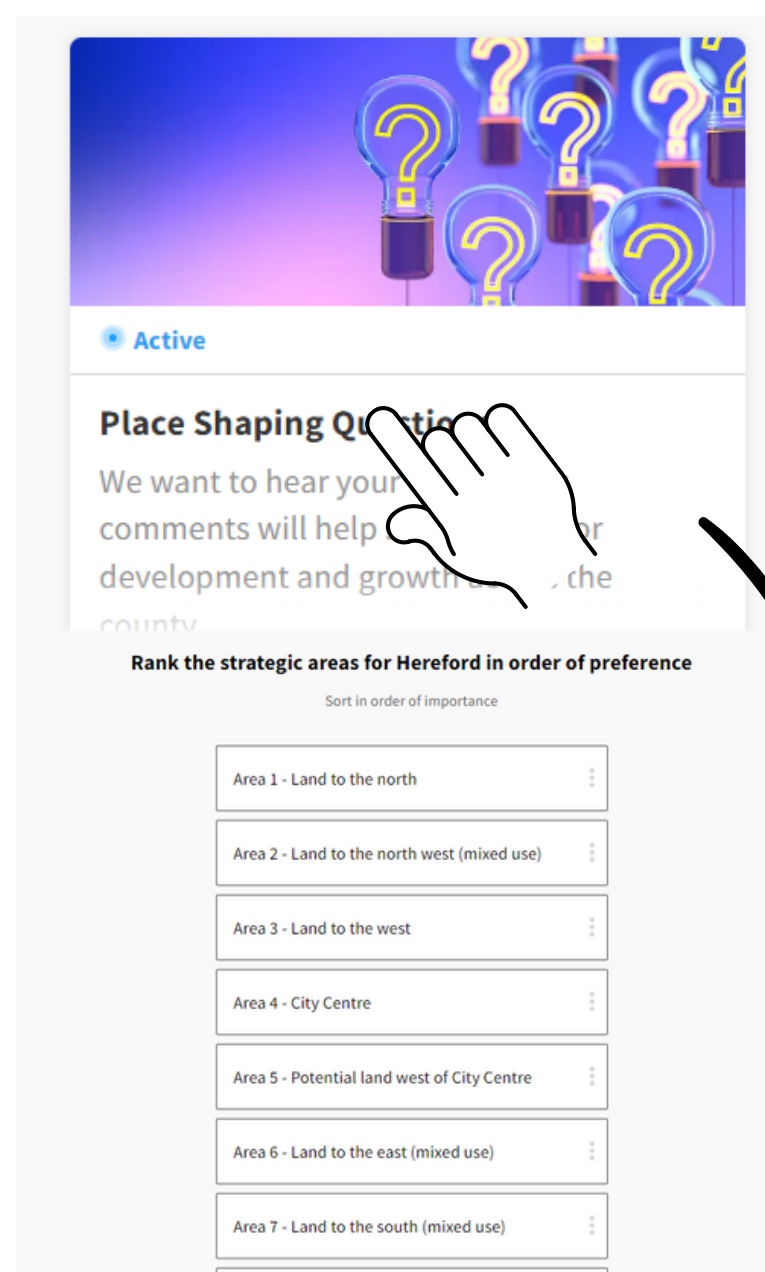 Active
Place Shaping
We want to hear your
comments will help
development and growth the
county
Rank the strategic areas for Hereford in order of preference
Sort in order of importance
Area 1 - Land to the north
Area 2 - Land to the north west (mixed use)
Area 3 - Land to the west
Area 4 - City Centre
Area 5 - Potential land west of City Centre
Area 6 - Land to the east (mixed use)
Area 7 - Land to the south (mixed use)